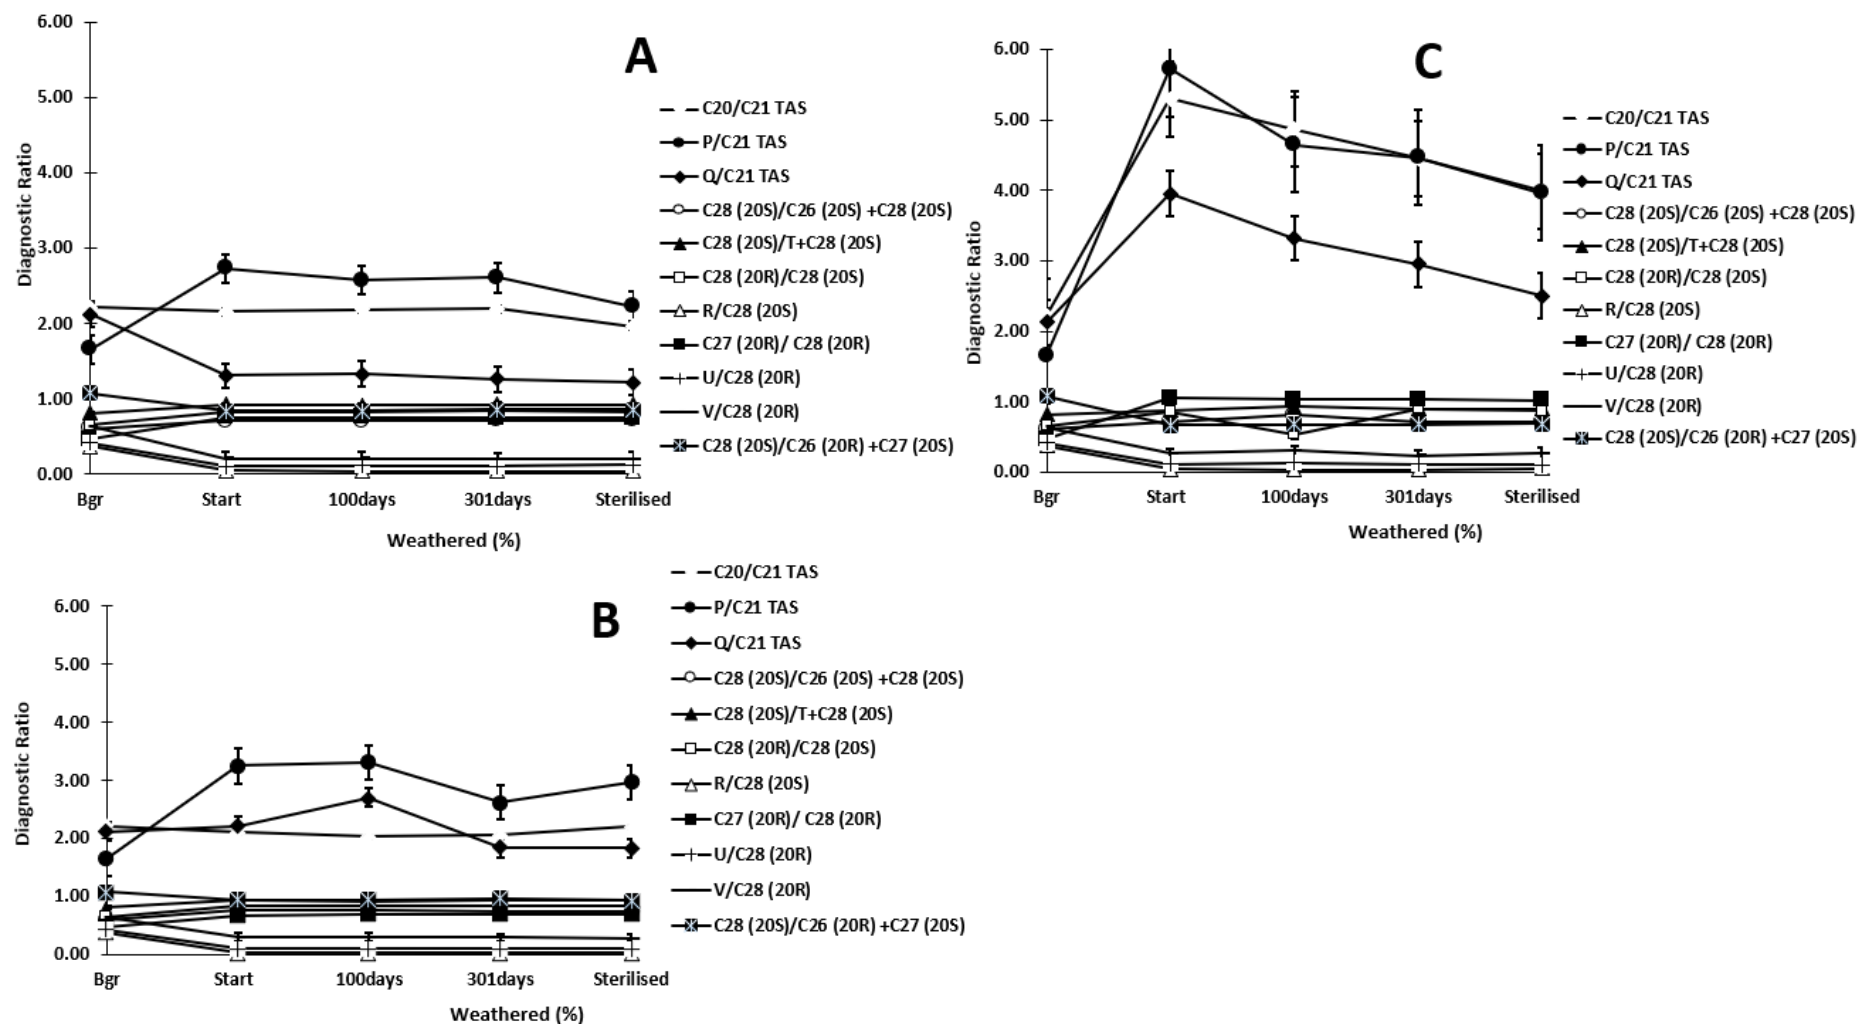 A
6.00
5.00
4.00
3.00
2.00
1.00
0.00
Diagnostic Ratio
Bgr
Start
100days
301days
Sterilised
Weathered (%)
C20/C21 TAS
P/C21 TAS
Q/C21 TAS
C28 (20S)/C26 (20S) +C28 (20S)
C28 (20S)/T+C28 (20S)
C28 (20R)/C28 (20S)
R/C28 (20S)
C27 (20R)/ C28 (20R)
U/C28 (20R)
V/C28 (20R)
C28 (20S)/C26 (20R) +C27 (20S)
C
6.00
5.00
4.00
3.00
2.00
1.00
0.00
Diagnostic Ratio
Bgr
Start
100days
301days
Sterilised
Weathered (%)
C20/C21 TAS
P/C21 TAS
Q/C21 TAS
C28 (20S)/C26 (20S) +C28 (20S)
C28 (20S)/T+C28 (20S)
C28 (20R)/C28 (20S)
R/C28 (20S)
C27 (20R)/ C28 (20R)
U/C28 (20R)
V/C28 (20R)
C28 (20S)/C26 (20R) +C27 (20S)
B
6.00
5.00
4.00
3.00
2.00
1.00
0.00
Diagnostic Ratio
Bgr
Start
100days
301days
Sterilised
Weathered (%)
C20/C21 TAS
P/C21 TAS
Q/C21 TAS
C28 (20S)/C26 (20S) +C28 (20S)
C28 (20S)/T+C28 (20S)
C28 (20R)/C28 (20S)
R/C28 (20S)
C27 (20R)/ C28 (20R)
U/C28 (20R)
V/C28 (20R)
C28 (20S)/C26 (20R) +C27 (20S)